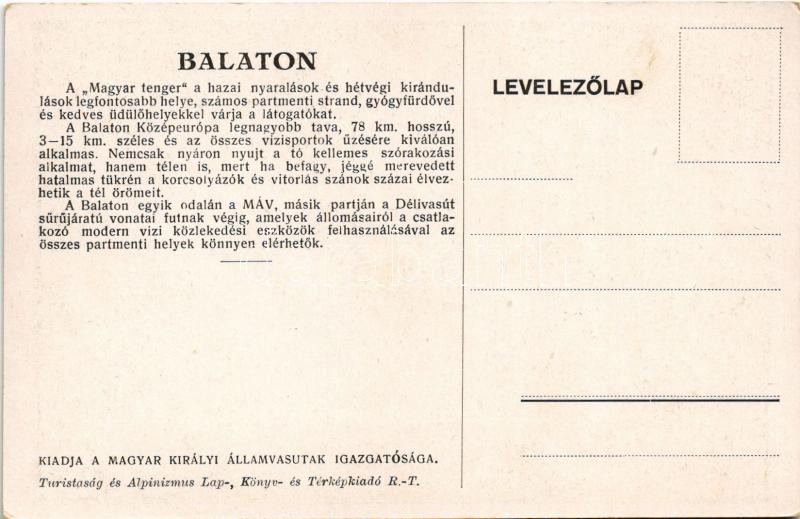 BALATON
A „Magyar tenger“ a hazai nyaralások és hétvégi kirándu-
lások legfontosabb helye, számos partmenti strand, gyógyfürdővel
és kedves üdülőhelyekkel várja a látogatókat.
A Balaton Középeurópa legnagyobb tava, 78 km. hosszú,
3—15 km. széles és az összes vizisportok űzésére kiválóan
alkalmas. Nemcsak nyáron nyujt a tó kellemes szórakozási
alkalmat, hanem télen is, mert ha befagy, jéggé merevedett
hatalmas tükrén a korcsolyázók és vitorlás szánok százai élvez-
hetik a tél örömeit.
A Balaton egyik odalán a MÁV, másik partján a Délivasút
sűrűjáratú vonatai futnak végig, amelyek állomásairól a csatla-
kozó modern vizi közlekedési eszközök felhasználásával az
összes partmenti helyek könnyen elérhetők.
KIADJA A MAGYAR KIRÁLYI ÁLLAMVASUTAK IGAZGATÓSÁGA.
Turistaság és Alpinizmus Lap-, Könyv- és Térképkiadó R.-T.
LEVELEZŐLAP